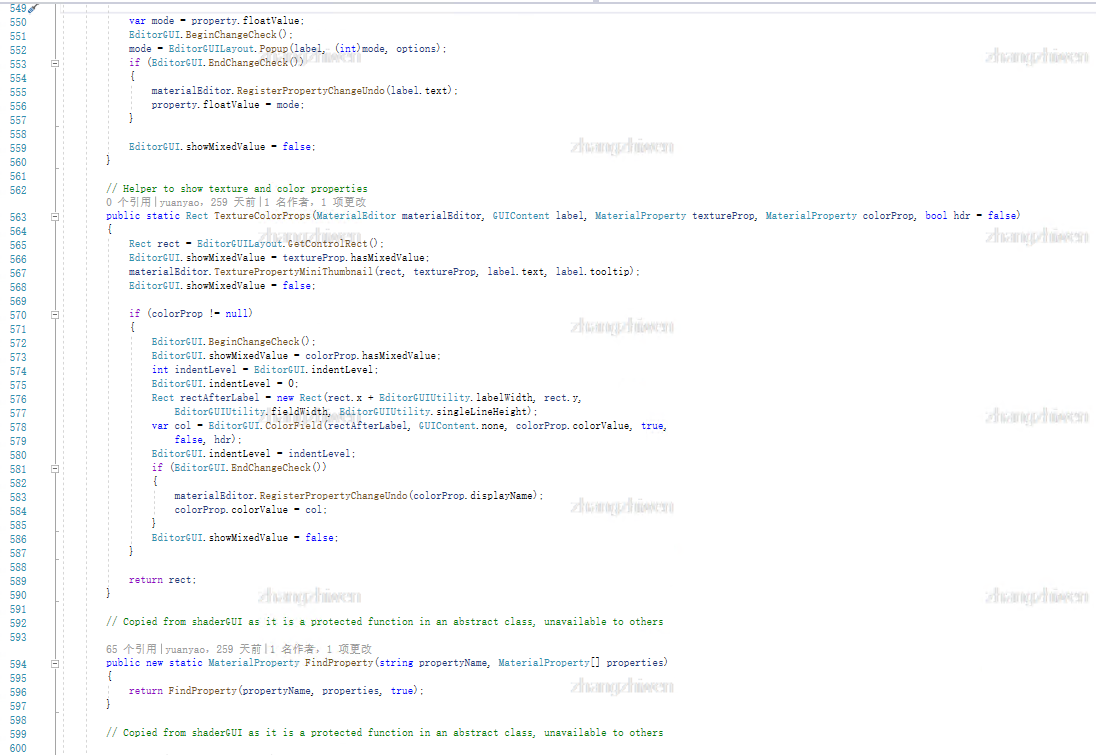 549
550 var mode = property.floatValue;
551 EditorGUI.BeginChangeCheck();
552 mode = EditorGUILayout.Popup(label, (int)mode, options);
553 if (EditorGUI.EndChangeCheck())
554 {
555 materialEditor.RegisterPropertyChangeUndo(label.text);
556 property.floatValue = mode;
557 }
558
559 EditorGUI.showMixedValue = false;
560 }
561
562 // Helper to show texture and color properties
0 个引用|yuanyao，259 天前|1 名作者，1 项更改
563 public static Rect TextureColorProps(MaterialEditor materialEditor, GUIContent label, MaterialProperty textureProp, MaterialProperty colorProp, bool hdr = false)
564 {
565 Rect rect = EditorGUILayout.GetControlRect();
566 EditorGUI.showMixedValue = textureProp.hasMixedValue;
567 materialEditor.TexturePropertyMiniThumbnail(rect, textureProp, label.text, label.tooltip);
568 EditorGUI.showMixedValue = false;
569
570 if (colorProp != null)
571 {
572 EditorGUI.BeginChangeCheck();
573 EditorGUI.showMixedValue = colorProp.hasMixedValue;
574 int indentLevel = EditorGUI.indentLevel;
575 EditorGUI.indentLevel = 0;
576 Rect rectAfterLabel = new Rect(rect.x + EditorGUIUtility.labelWidth, rect.y,
577 EditorGUIUtility.fieldWidth, EditorGUIUtility.singleLineHeight);
578 var col = EditorGUI.ColorField(rectAfterLabel, GUIContent.none, colorProp.colorValue, true,
579 false, hdr);
580 EditorGUI.indentLevel = indentLevel;
581 if (EditorGUI.EndChangeCheck())
582 {
583 materialEditor.RegisterPropertyChangeUndo(colorProp.displayName);
584 colorProp.colorValue = col;
585 }
586 EditorGUI.showMixedValue = false;
587 }
588
589 return rect;
590 }
591
592 // Copied from shaderGUI as it is a protected function in an abstract class, unavailable to others
593
65 个引用|yuanyao，259 天前|1 名作者，1 项更改
594 public new static MaterialProperty FindProperty(string propertyName, MaterialProperty[] properties)
595 {
596 return FindProperty(propertyName, properties, true);
597 }
598
599 // Copied from shaderGUI as it is a protected function in an abstract class, unavailable to others
600
zhangzhiwen
zhangzhiwen
zhangzhiwen
zhangzhiwen
zhangzhiwen
zhangzhiwen
zhangzhiwen
zhangzhiwen
zhangzhiwen
zhangzhiwen
zhangzhiwen
zhangzhiwen